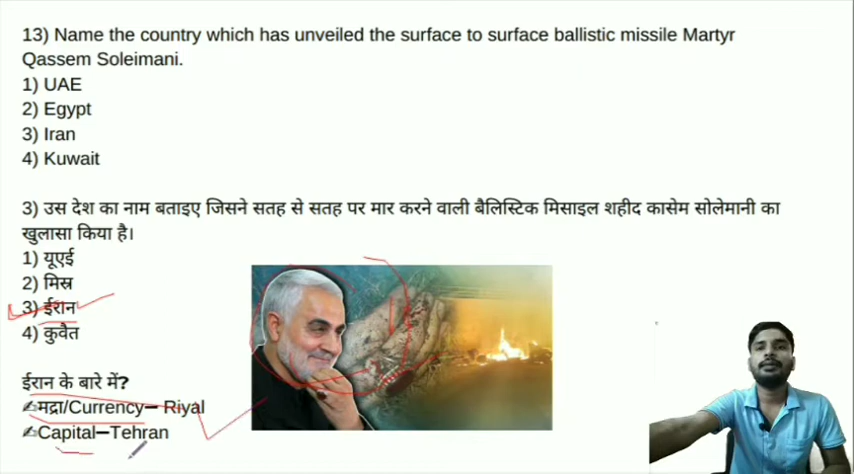 13) Name the country which has unveiled the surface to surface ballistic missile Martyr
Qassem Soleimani.
1) UAE
2) Egypt
3) Iran
4) Kuwait
3) उस देश का नाम बताइए जिसने सतह से सतह पर मार करने वाली बैलिस्टिक मिसाइल शहीद कासेम सोलेमानी का
खुलासा किया है।
1) यूएई
2) मिस्र
3) ईरान
4) कुवैत
ईरान के बारे में?
✍मद्रा/Currency— Riyal
✍Capital—Tehran